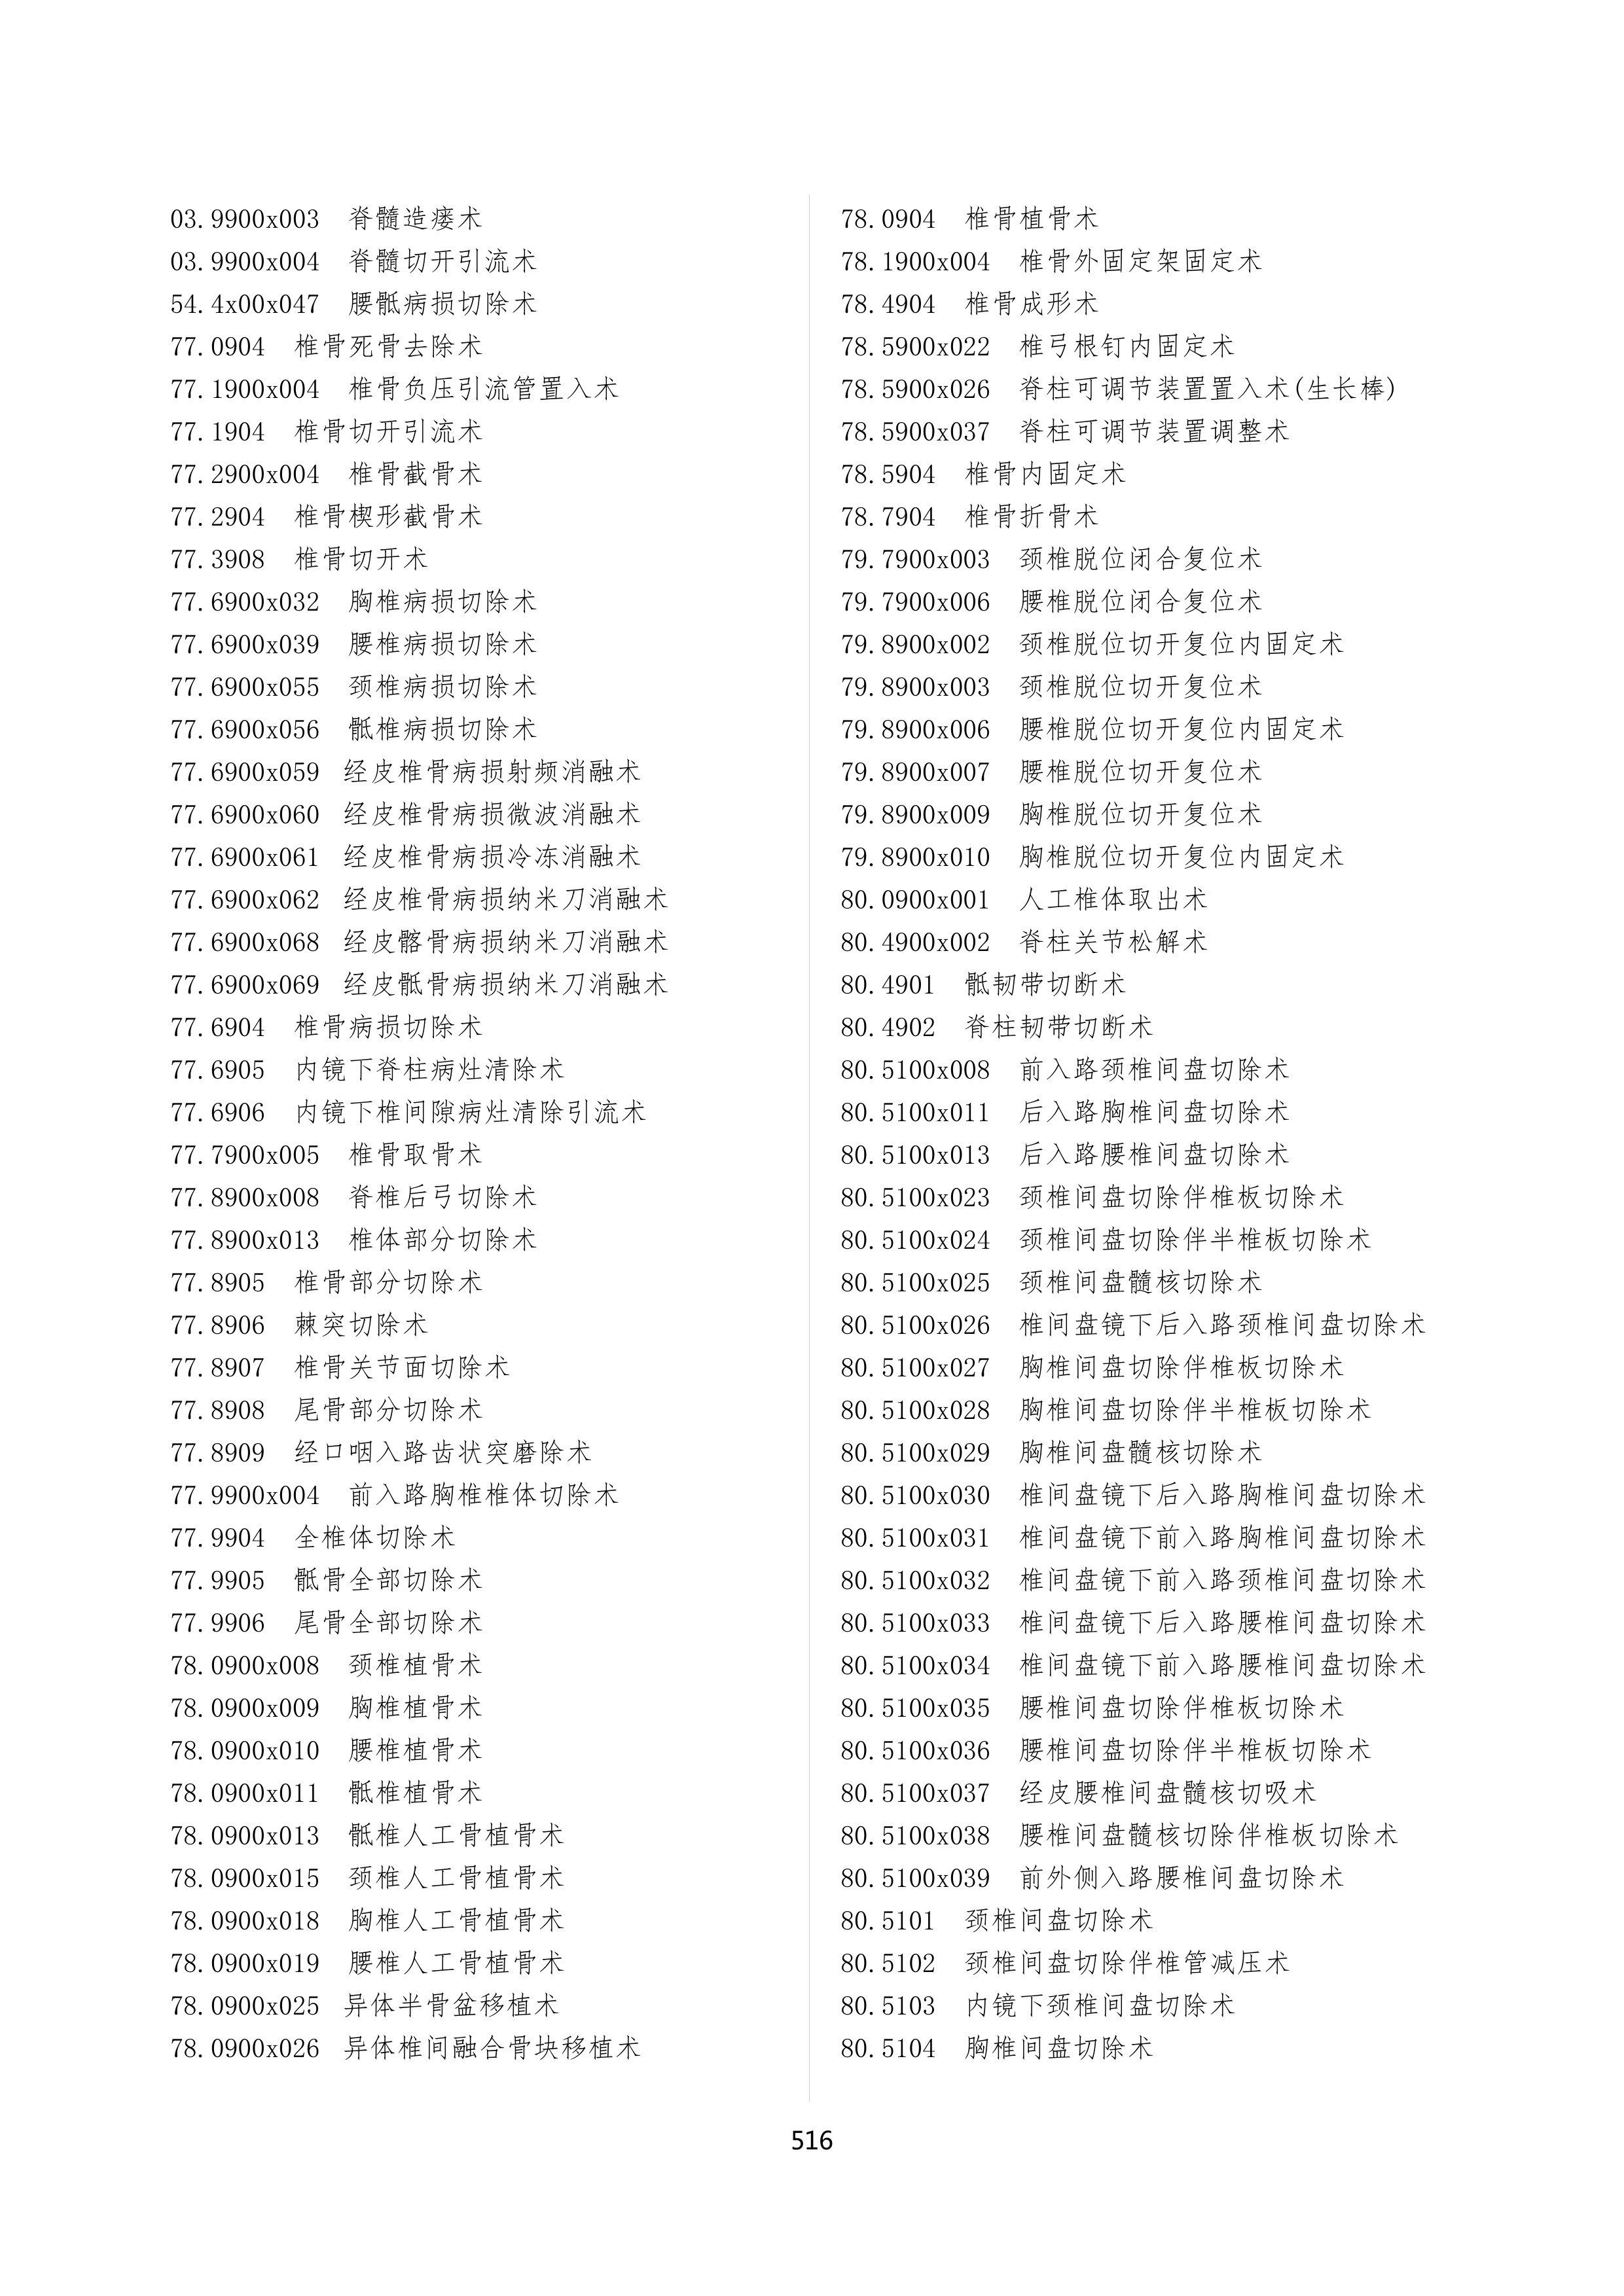 03.9900x003 脊髓造瘘术
03.9900x004 脊髓切开引流术
54.4x00x047 腰骶病损切除术
77.0904 椎骨死骨去除术
77.1900x004 椎骨负压引流管置入术
77.1904 椎骨切开引流术
77.2900x004 椎骨截骨术
77.2904 椎骨楔形截骨术
77.3908 椎骨切开术
77.6900x032 胸椎病损切除术
77.6900x039 腰椎病损切除术
77.6900x055 颈椎病损切除术
77.6900x056 骶椎病损切除术
77.6900x059 经皮椎骨病损射频消融术
77.6900x060 经皮椎骨病损微波消融术
77.6900x061 经皮椎骨病损冷冻消融术
77.6900x062 经皮椎骨病损纳米刀消融术
77.6900x068 经皮髂骨病损纳米刀消融术
77.6900x069 经皮骶骨病损纳米刀消融术
77.6904 椎骨病损切除术
77.6905 内镜下脊柱病灶清除术
77.6906 内镜下椎间隙病灶清除引流术
77.7900x005 椎骨取骨术
77.8900x008 脊椎后弓切除术
77.8900x013 椎体部分切除术
77.8905 椎骨部分切除术
77.8906 棘突切除术
77.8907 椎骨关节面切除术
77.8908 尾骨部分切除术
77.8909 经口咽入路齿状突磨除术
77.9900x004 前入路胸椎椎体切除术
77.9904 全椎体切除术
77.9905 骶骨全部切除术
77.9906 尾骨全部切除术
78.0900x008 颈椎植骨术
78.0900x009 胸椎植骨术
78.0900x010 腰椎植骨术
78.0900x011 骶椎植骨术
78.0900x013 骶椎人工骨植骨术
78.0900x015 颈椎人工骨植骨术
78.0900x018 胸椎人工骨植骨术
78.0900x019 腰椎人工骨植骨术
78.0900x025 异体半骨盆移植术
78.0900x026 异体椎间融合骨块移植术
78.0904 椎骨植骨术
78.1900x004 椎骨外固定架固定术
78.4904 椎骨成形术
78.5900x022 椎弓根钉内固定术
78.5900x026 脊柱可调节装置置入术(生长棒)
78.5900x037 脊柱可调节装置调整术
78.5904 椎骨内固定术
78.7904 椎骨折骨术
79.7900x003 颈椎脱位闭合复位术
79.7900x006 腰椎脱位闭合复位术
79.8900x002 颈椎脱位切开复位内固定术
79.8900x003 颈椎脱位切开复位术
79.8900x006 腰椎脱位切开复位内固定术
79.8900x007 腰椎脱位切开复位术
79.8900x009 胸椎脱位切开复位术
79.8900x010 胸椎脱位切开复位内固定术
80.0900x001 人工椎体取出术
80.4900x002 脊柱关节松解术
80.4901 骶韧带切断术
80.4902 脊柱韧带切断术
80.5100x008 前入路颈椎间盘切除术
80.5100x011 后入路胸椎间盘切除术
80.5100x013 后入路腰椎间盘切除术
80.5100x023 颈椎间盘切除伴椎板切除术
80.5100x024 颈椎间盘切除伴半椎板切除术
80.5100x025 颈椎间盘髓核切除术
80.5100x026 椎间盘镜下后入路颈椎间盘切除术
80.5100x027 胸椎间盘切除伴椎板切除术
80.5100x028 胸椎间盘切除伴半椎板切除术
80.5100x029 胸椎间盘髓核切除术
80.5100x030 椎间盘镜下后入路胸椎间盘切除术
80.5100x031 椎间盘镜下前入路胸椎间盘切除术
80.5100x032 椎间盘镜下前入路颈椎间盘切除术
80.5100x033 椎间盘镜下后入路腰椎间盘切除术
80.5100x034 椎间盘镜下前入路腰椎间盘切除术
80.5100x035 腰椎间盘切除伴椎板切除术
80.5100x036 腰椎间盘切除伴半椎板切除术
80.5100x037 经皮腰椎间盘髓核切吸术
80.5100x038 腰椎间盘髓核切除伴椎板切除术
80.5100x039 前外侧入路腰椎间盘切除术
80.5101 颈椎间盘切除术
80.5102 颈椎间盘切除伴椎管减压术
80.5103 内镜下颈椎间盘切除术
80.5104 胸椎间盘切除术
516